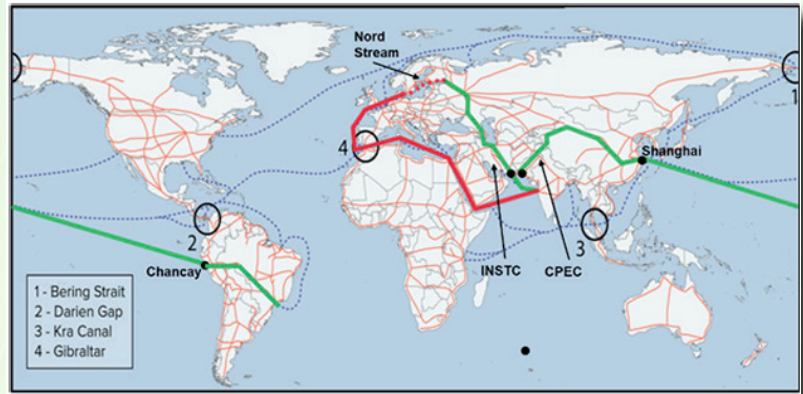 Nord
Stream
1
4
Shanghai
2
3
Chancay
INSTC
CPEC
1 - Bering Strait
2 - Darien Gap
3 - Kra Canal
4 - Gibraltar